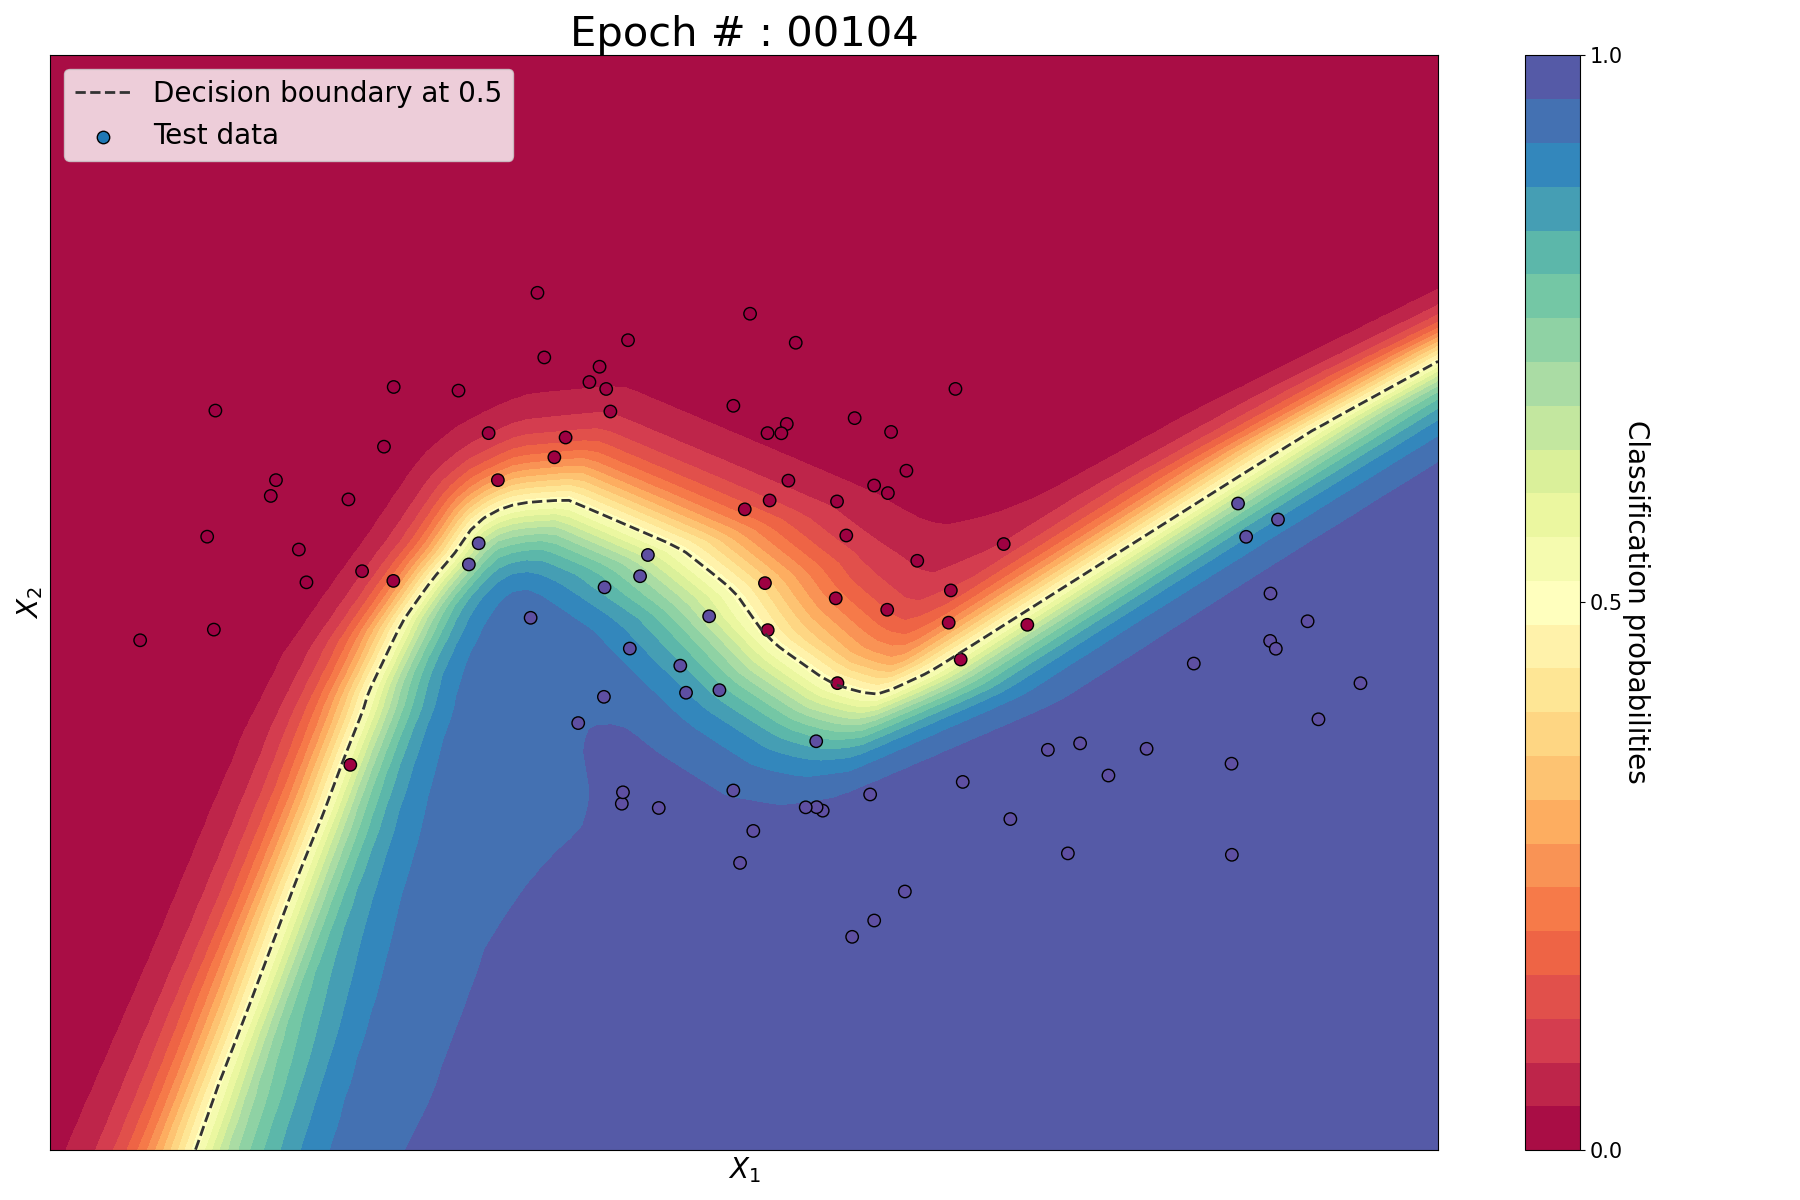 Epoch # : 00104
Decision boundary at 0.5
Test data
X₂
X₁
1.0
0.5
0.0
Classification probabilities